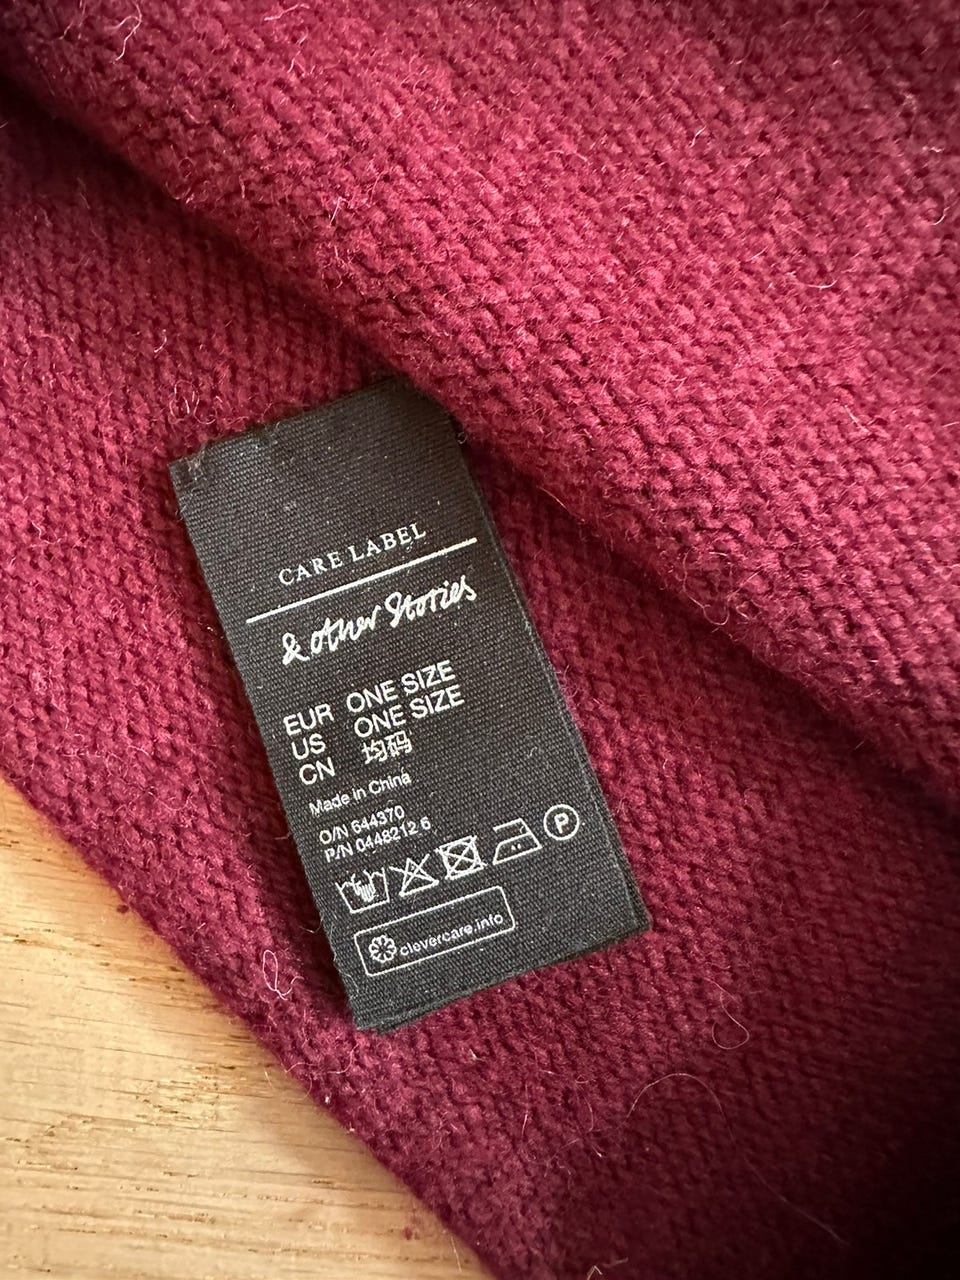 CARE LABEL
& other Stories
EUR ONE SIZE
US ONE SIZE
CN 均码
Made in China
O/N 644370
P/N 0448212 6
P
clevercare.info